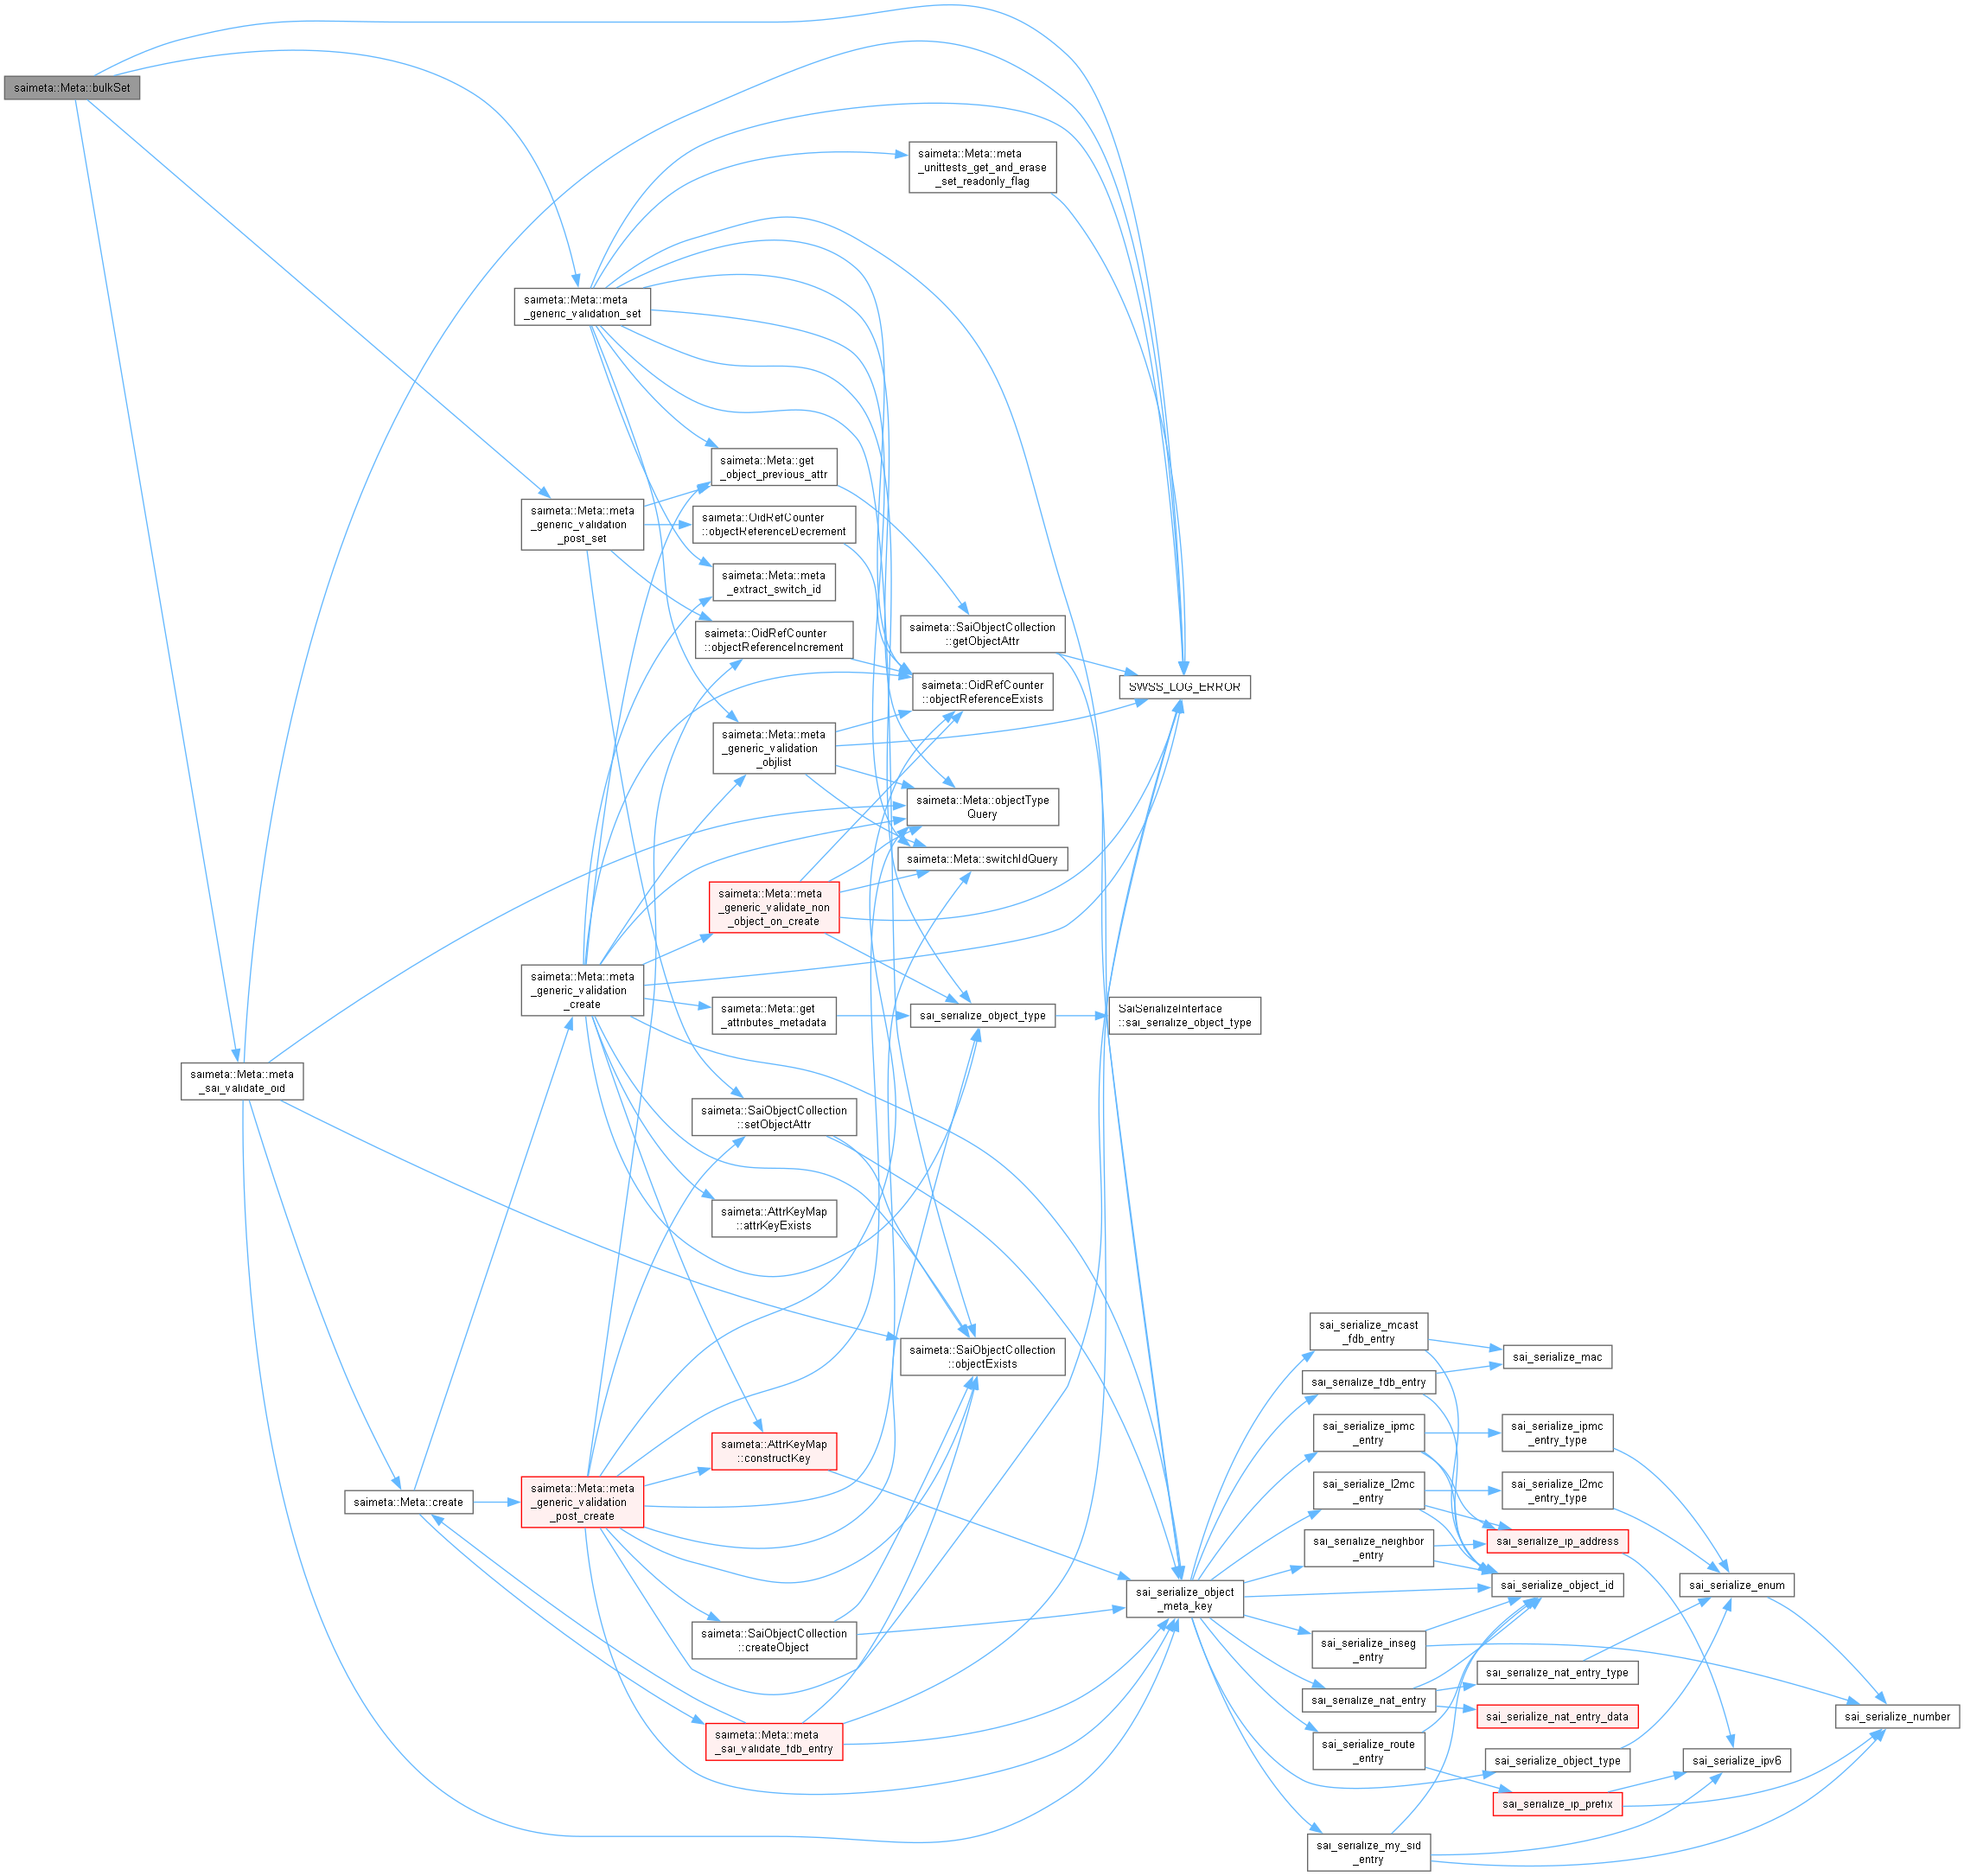 saimeta::Meta::bulkSet
saimeta::Meta::meta
_sai_validate_oid
saimeta::Meta::create
saimeta::Meta::meta
_generic_validation_set
saimeta::Meta::meta
_generic_validation
_post_set
saimeta::Meta::meta
_generic_validation
_create
saimeta::Meta::meta
_generic_validation
_post_create
saimeta::Meta::get
_object_previous_attr
saimeta::OidRefCounter
::objectReferenceDecrement
saimeta::Meta::meta
_extract_switch_id
saimeta::OidRefCounter
::objectReferenceIncrement
saimeta::Meta::meta
_generic_validation
_objlist
saimeta::Meta::meta
_generic_validate_non
_object_on_create
saimeta::Meta::get
_attributes_metadata
saimeta::SaiObjectCollection
::setObjectAttr
saimeta::AttrKeyMap
::attrKeyExists
saimeta::AttrKeyMap
::constructKey
saimeta::SaiObjectCollection
::createObject
saimeta::Meta::meta
_sai_validate_fdb_entry
saimeta::Meta::meta
_unittests_get_and_erase
_set_readonly_flag
saimeta::SaiObjectCollection
::getObjectAttr
saimeta::OidRefCounter
::objectReferenceExists
saimeta::Meta::objectType
Query
saimeta::Meta::switchIdQuery
sai_serialize_object_type
saimeta::SaiObjectCollection
::objectExists
SWSS_LOG_ERROR
SaiSerializeInterface
::sai_serialize_object_type
sai_serialize_object
_meta_key
sai_serialize_mcast
_fdb_entry
sai_serialize_fdb_entry
sai_serialize_ipmc
_entry
sai_serialize_l2mc
_entry
sai_serialize_neighbor
_entry
sai_serialize_inseg
_entry
sai_serialize_nat_entry
sai_serialize_route
_entry
sai_serialize_my_sid
_entry
sai_serialize_mac
sai_serialize_ipmc
_entry_type
sai_serialize_l2mc
_entry_type
sai_serialize_ip_address
sai_serialize_object_id
sai_serialize_nat_entry_type
sai_serialize_nat_entry_data
sai_serialize_object_type
sai_serialize_ip_prefix
sai_serialize_enum
sai_serialize_ipv6
sai_serialize_number